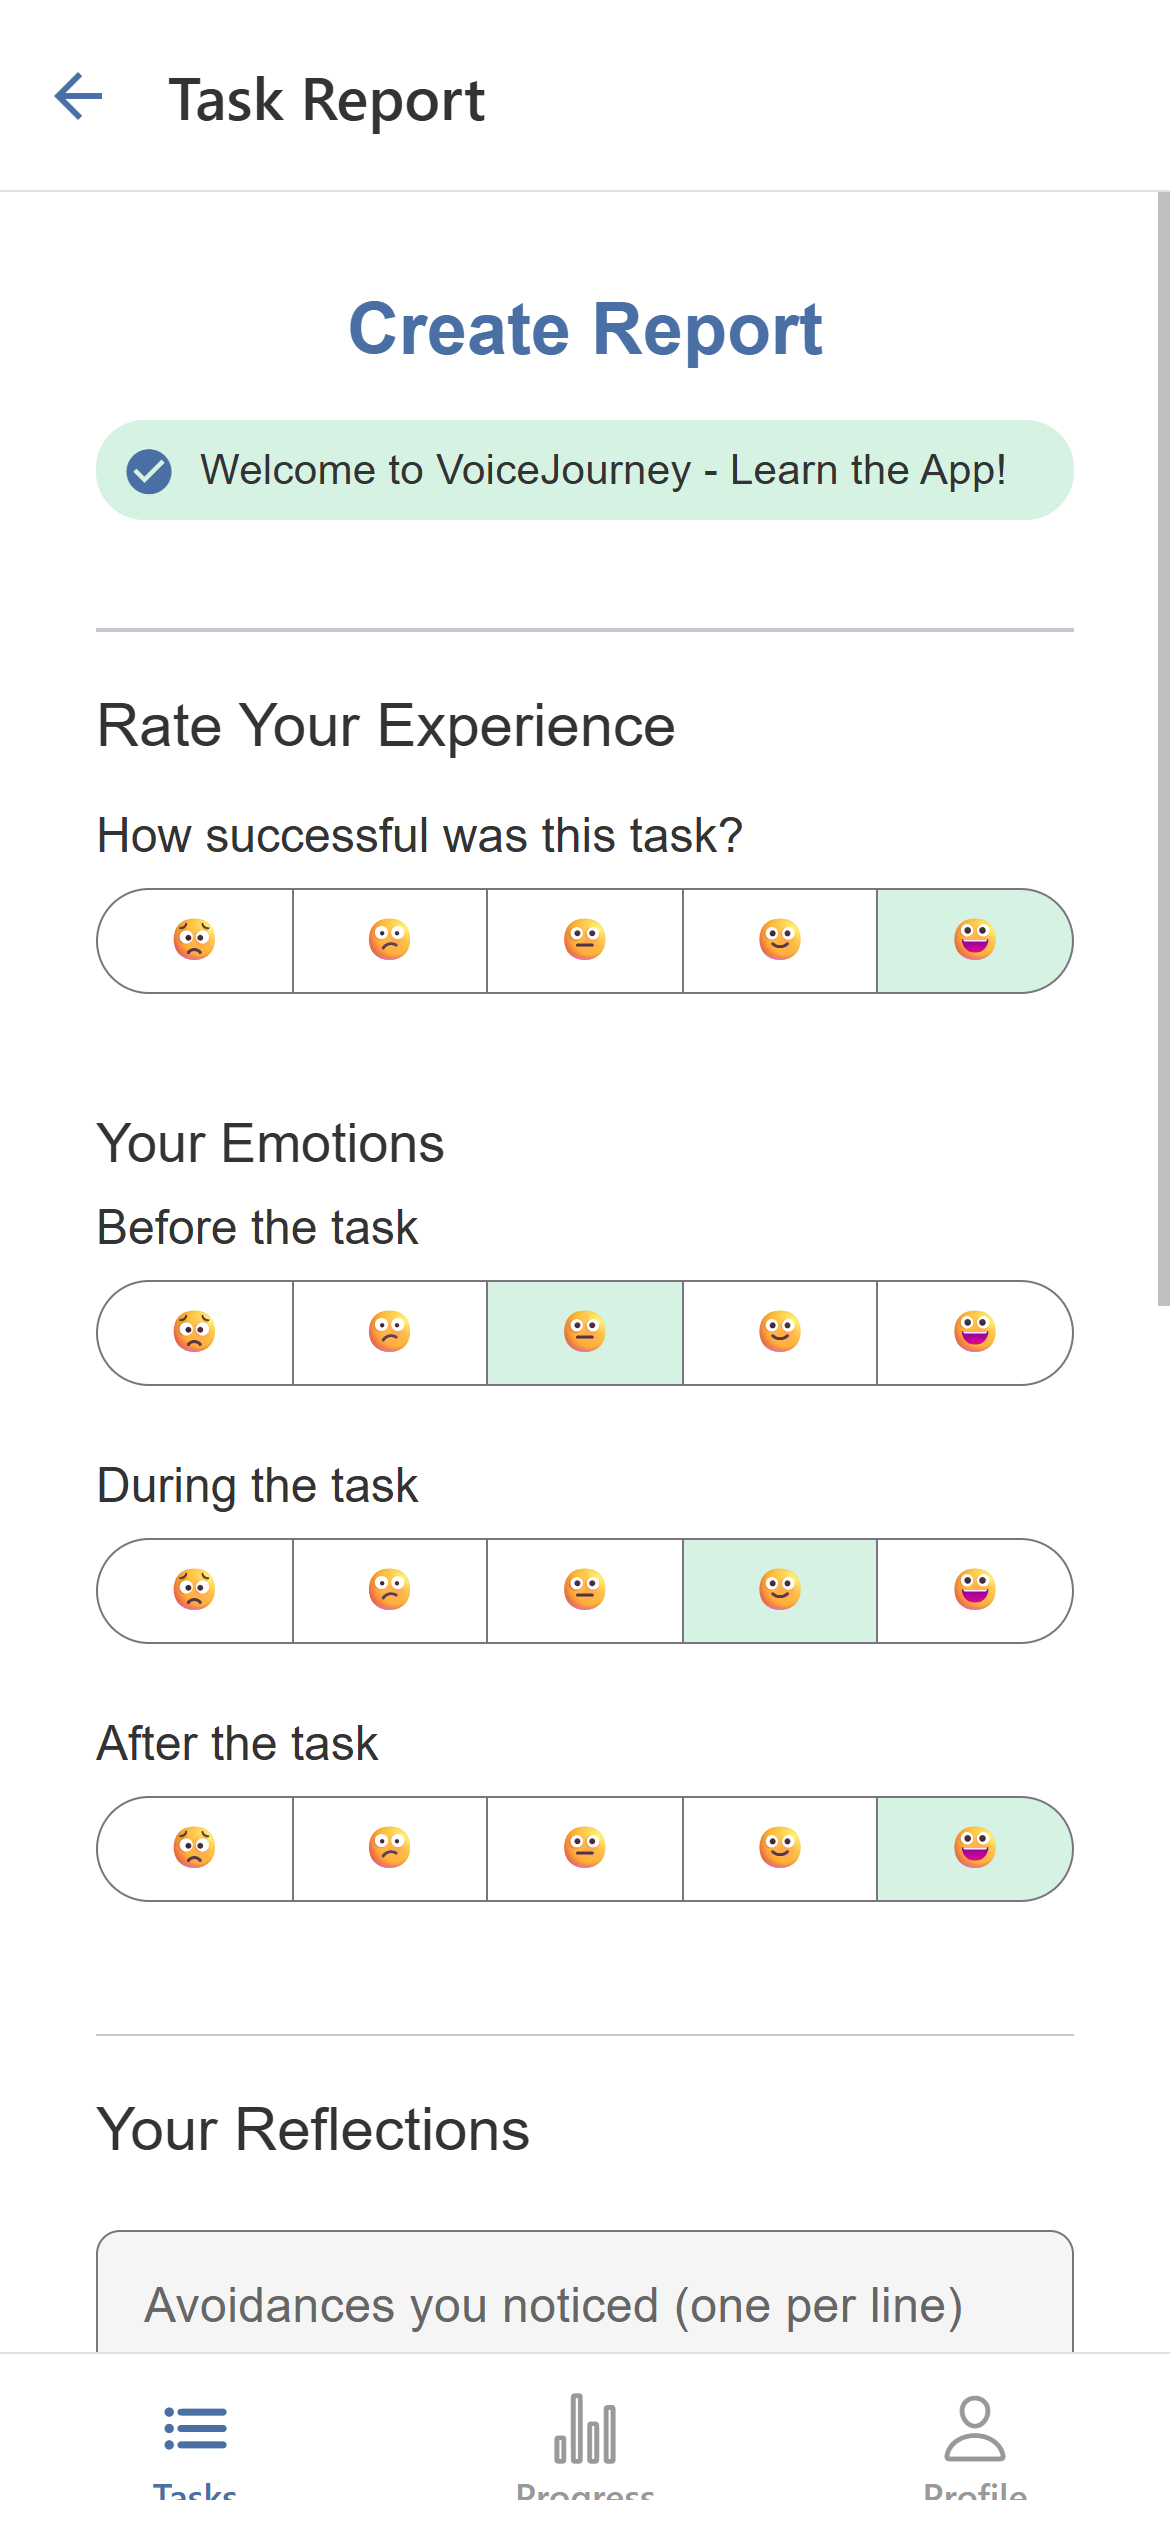 Task Report
Create Report
Welcome to VoiceJourney - Learn the App!
Rate Your Experience
How successful was this task?
Your Emotions
Before the task
During the task
After the task
Your Reflections
Avoidances you noticed (one per line)
Tasks
Progress
Profile